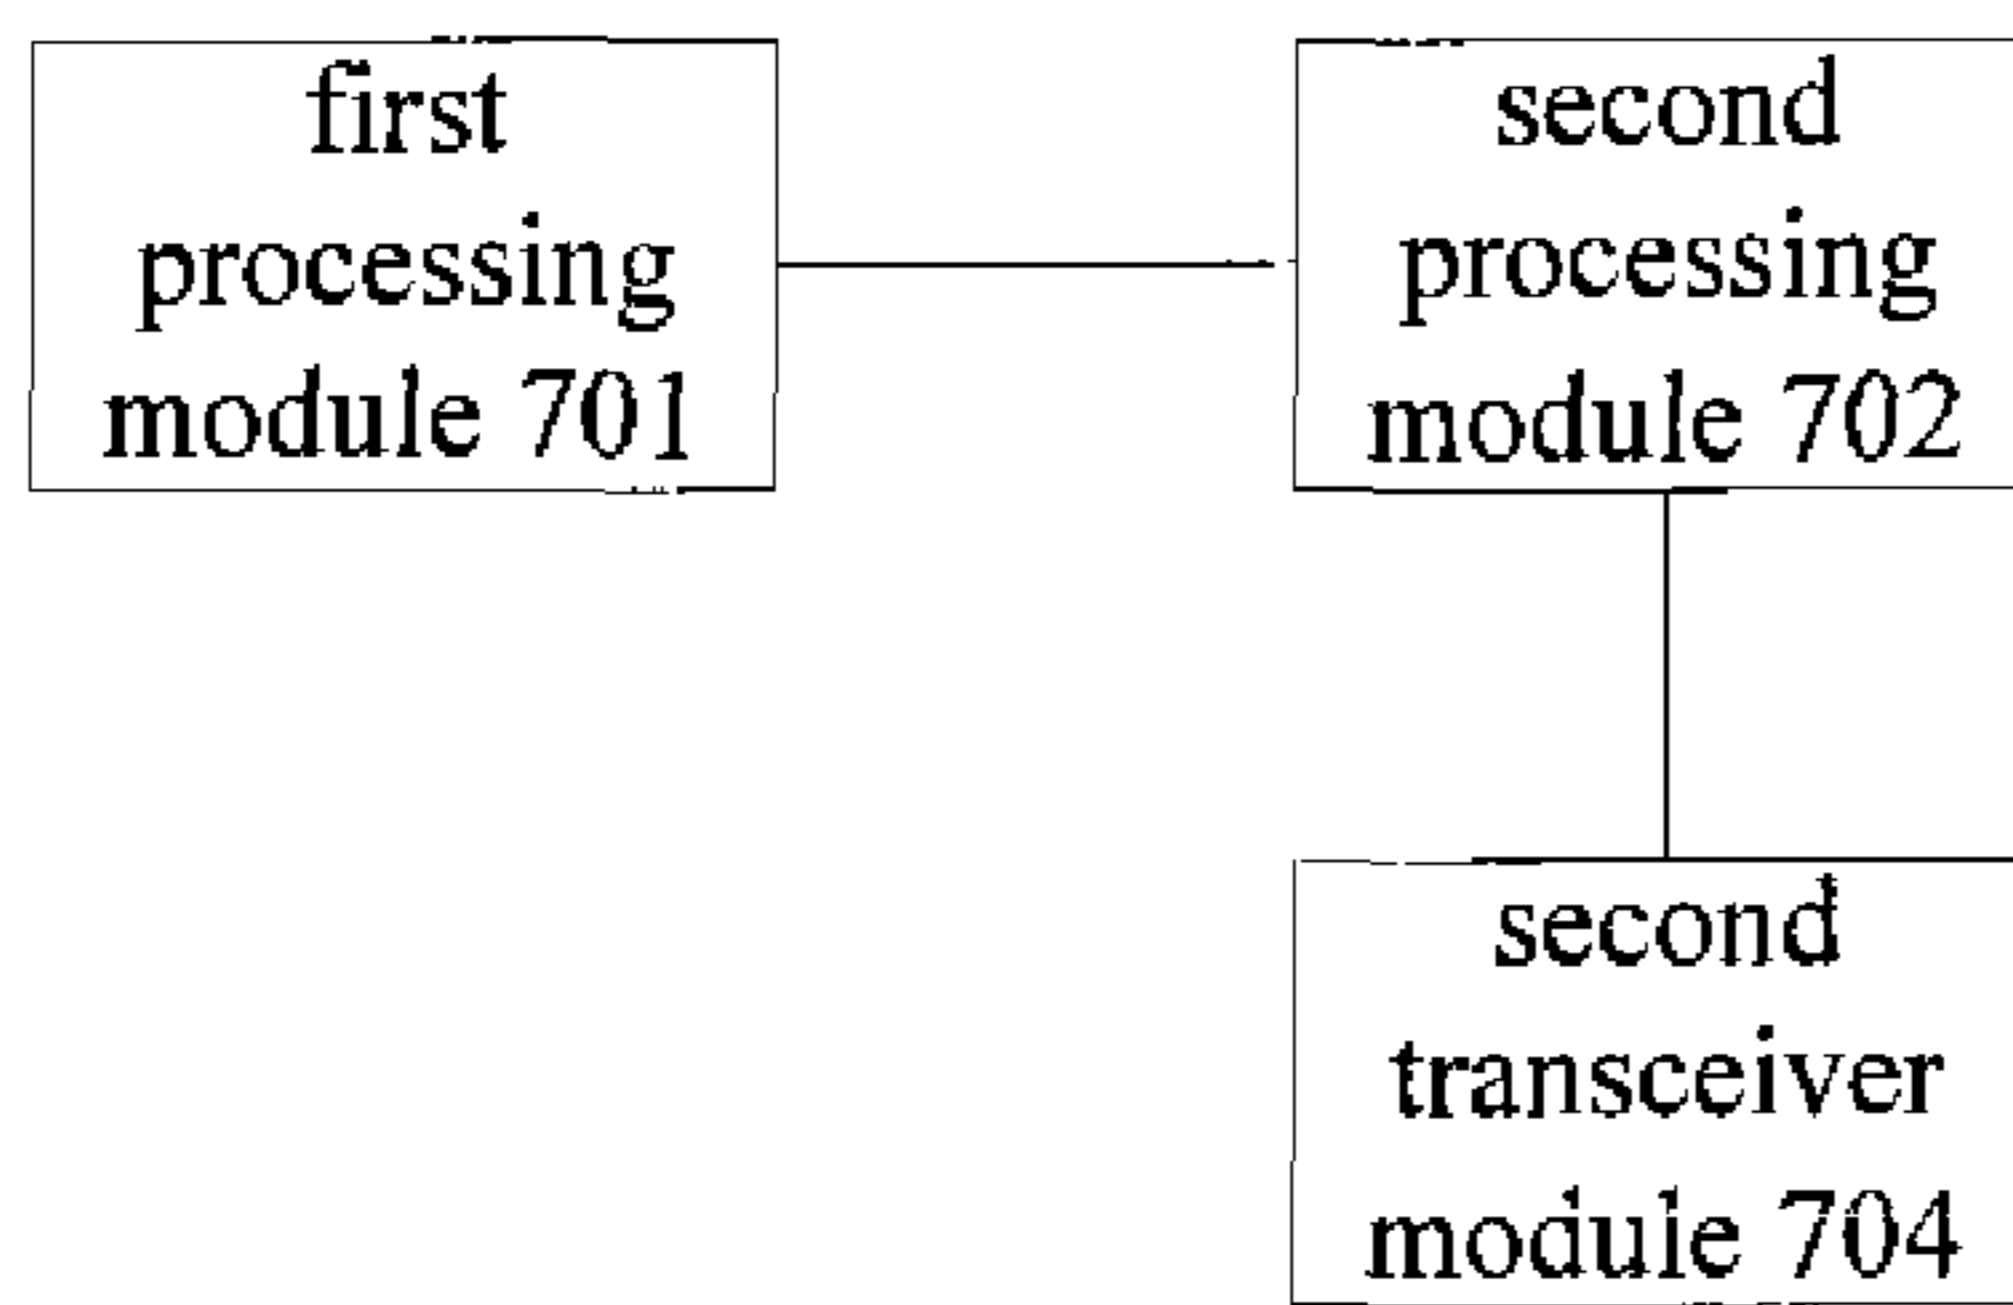 first
processing
module 701
second
processing
module 702
second
transceiver
module 704